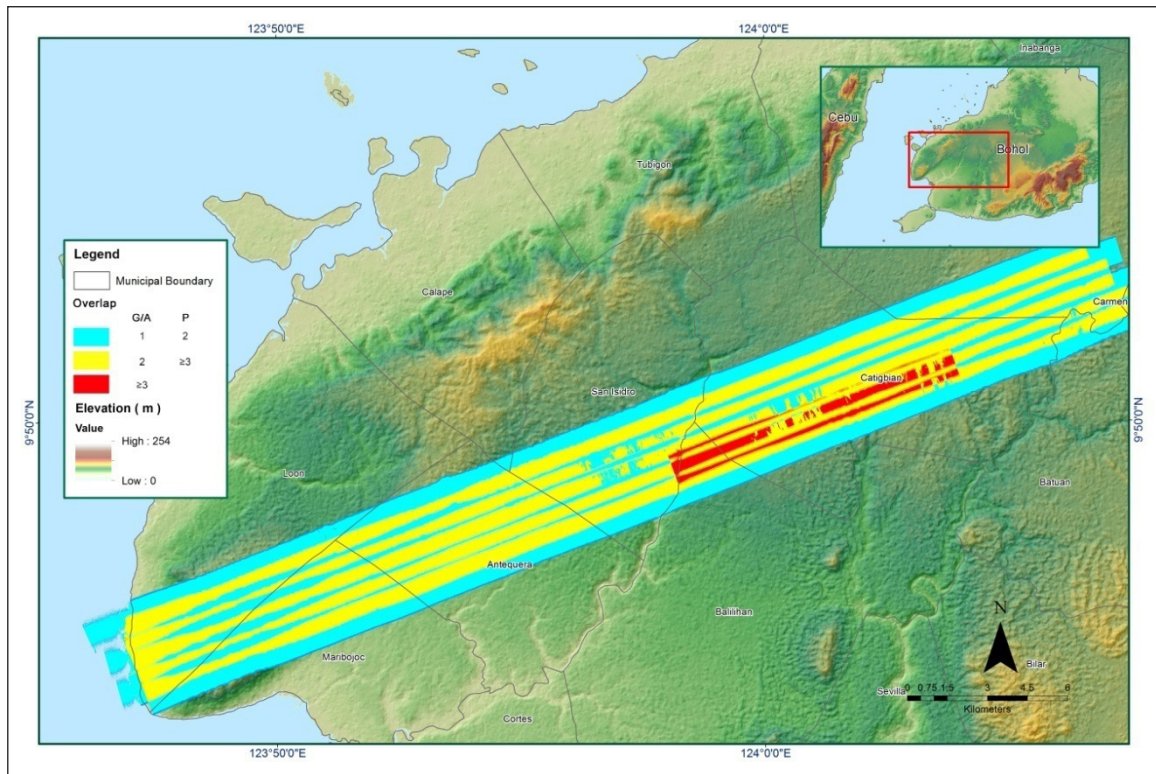 123°50'0"E
124°0'0"E
Inabanga
Cebu
Bohol
Tubigon
Legend
Municipal Boundary
Overlap
G/A P
1 2
2 ≥3
≥3
Elevation ( m )
Value
High : 254
Low : 0
Calape
Carmen
San Isidro
Catigbian
9°50'0"N
9°50'0"N
Loon
Batuan
Antequera
Balilihan
N
Maribojoc
Bilar
Sevilla
0 0.75 1.5 3 4.5 6
Kilometers
Cortes
123°50'0"E
124°0'0"E